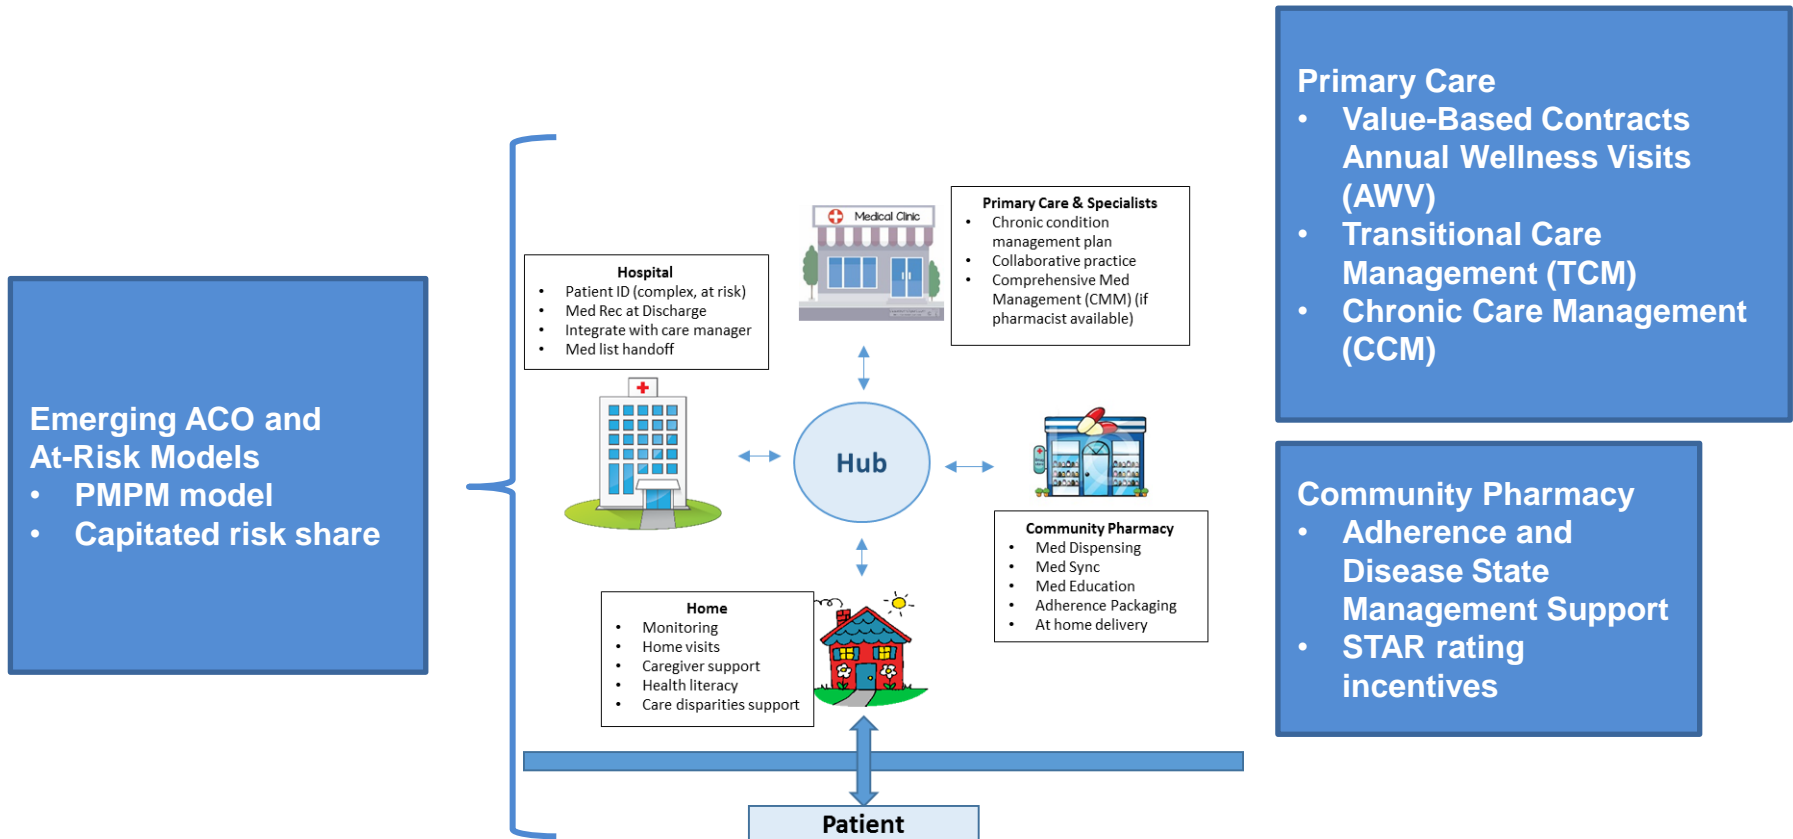 Emerging ACO and
At-Risk Models
• PMPM model
• Capitated risk share
Hospital
• Patient ID (complex, at risk)
• Med Rec at Discharge
• Integrate with care manager
• Med list handoff
Medical Clinic
Primary Care & Specialists
• Chronic condition
management plan
• Collaborative practice
• Comprehensive Med
Management (CMM) (if
pharmacist available)
Hub
Community Pharmacy
• Med Dispensing
• Med Sync
• Med Education
• Adherence Packaging
• At home delivery
Home
• Monitoring
• Home visits
• Caregiver support
• Health literacy
• Care disparities support
Patient
Primary Care
• Value-Based Contracts
Annual Wellness Visits
(AWV)
• Transitional Care
Management (TCM)
• Chronic Care Management
(CCM)
Community Pharmacy
• Adherence and
Disease State
Management Support
• STAR rating
incentives